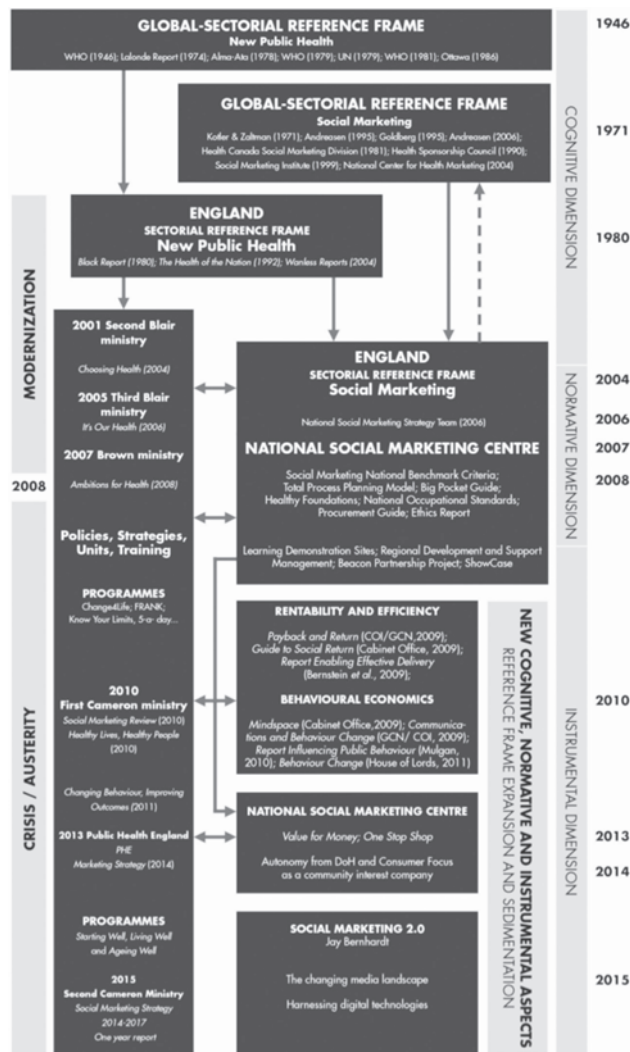 GLOBAL-SECTORIAL REFERENCE FRAME
New Public Health
WHO (1946); Lalonde Report (1974); Alma-Ata (1978); WHO (1979); UN (1979); WHO (1981); Ottawa (1986)
GLOBAL-SECTORIAL REFERENCE FRAME
Social Marketing
Kotler & Zaltman (1971); Andreasen (1995); Goldberg (1995); Andreasen (2006);
Health Canada Social Marketing Division (1981); Health Sponsorship Council (1990);
Social Marketing Institute (1999); National Center for Health Marketing (2004)
ENGLAND
SECTORIAL REFERENCE FRAME
New Public Health
Black Report (1980); The Health of the Nation (1992); Wanless Reports (2004)
MODERNIZATION
2008
CRISIS / AUSTERITY
2001 Second Blair
ministry
Choosing Health (2004)
2005 Third Blair
ministry
It's Our Health (2006)
2007 Brown ministry
Ambitions for Health (2008)
Policies, Strategies,
Units, Training
PROGRAMMES
Change4Life; FRANK;
Know Your Limits, 5-a- day...
2010
First Cameron ministry
Social Marketing Review (2010)
Healthy Lives, Healthy People
(2010)
Changing Behaviour, Improving
Outcomes (2011)
2013 Public Health England
PHE
Marketing Strategy (2014)
PROGRAMMES
Starting Well, Living Well
and Ageing Well
2015
Second Cameron Ministry
Social Marketing Strategy
2014-2017
One year report
ENGLAND
SECTORIAL REFERENCE FRAME
Social Marketing
National Social Marketing Strategy Team (2006)
NATIONAL SOCIAL MARKETING CENTRE
Social Marketing National Benchmark Criteria;
Total Process Planning Model; Big Pocket Guide;
Healthy Foundations; National Occupational Standards;
Procurement Guide; Ethics Report
Learning Demonstration Sites; Regional Development and Support
Management; Beacon Partnership Project; ShowCase
RENTABILITY AND EFFICIENCY
Payback and Return (COI/GCN,2009);
Guide to Social Return (Cabinet Office, 2009);
Report Enabling Effective Delivery
(Bernstein et al., 2009);
BEHAVIOURAL ECONOMICS
Mindspace (Cabinet Office,2009); Communica-
tions and Behaviour Change (GCN/ COI, 2009);
Report Influencing Public Behaviour (Mulgan,
2010); Behaviour Change (House of Lords, 2011)
NATIONAL SOCIAL MARKETING CENTRE
Value for Money; One Stop Shop
Autonomy from DoH and Consumer Focus
as a community interest company
SOCIAL MARKETING 2.0
Jay Bernhardt
The changing media landscape
Harnessing digital technologies
NEW COGNITIVE, NORMATIVE AND INSTRUMENTAL ASPECTS
REFERENCE FRAME EXPANSION AND SEDIMENTATION
COGNITIVE DIMENSION
NORMATIVE DIMENSION
INSTRUMENTAL DIMENSION
1946
1971
1980
2004
2006
2007
2008
2010
2013
2014
2015